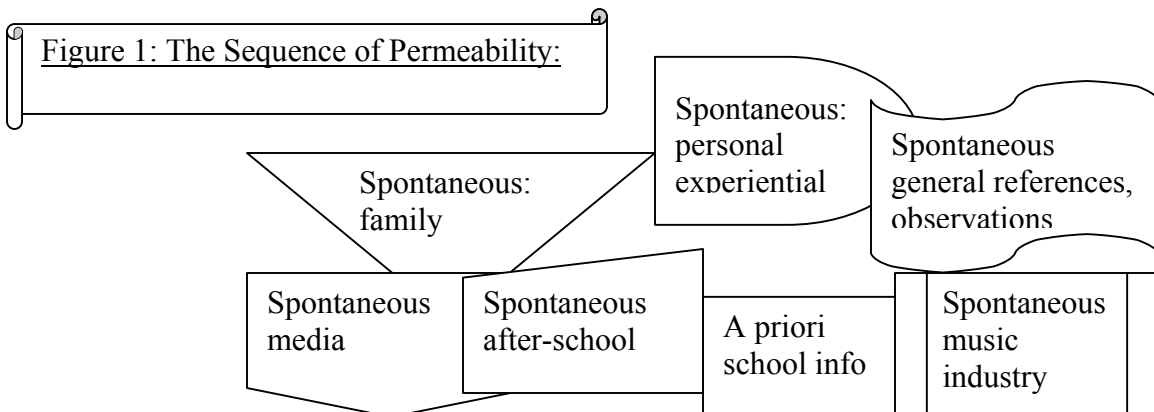 Figure 1: The Sequence of Permeability:
Spontaneous:
personal
experiential
Spontaneous
general references,
observations
Spontaneous:
family
Spontaneous
media
Spontaneous
after-school
A priori
school info
Spontaneous
music
industry